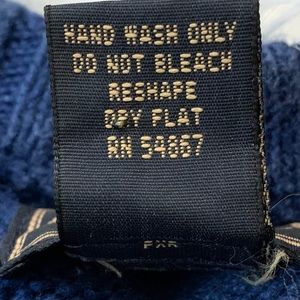 HAND WASH ONLY
DO NOT BLEACH
RESHAPE
DRY FLAT
RN 54867
PXR